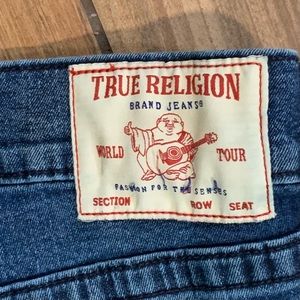 TRUE RELIGION
BRAND JEANS
WORLD TOUR
FASHION FOR THE SENSES
SECTION ROW SEAT